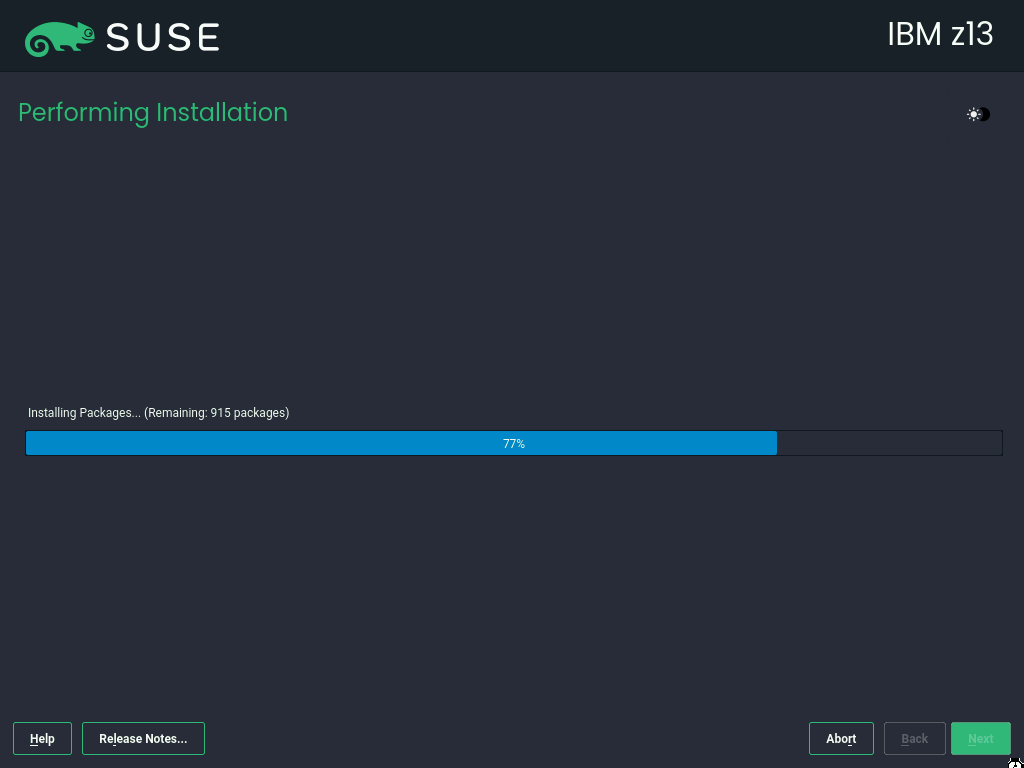 SUSE
IBM z13
Performing Installation
Installing Packages... (Remaining: 915 packages)
77%
Help
Release Notes...
Abort
Back
Next